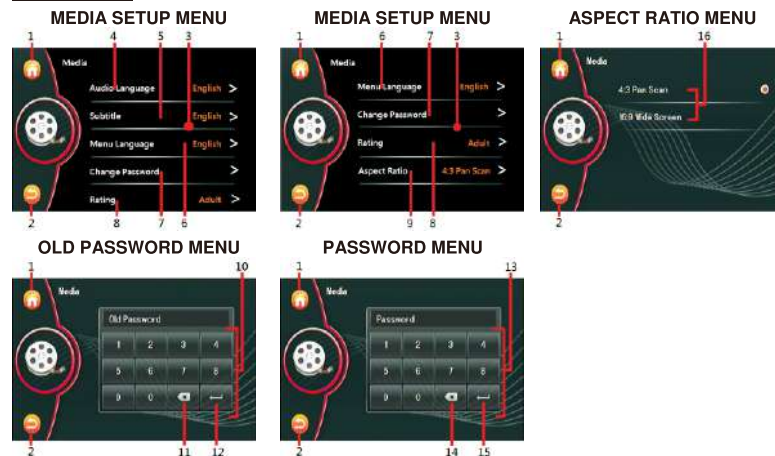 MEDIA SETUP MENU
1 4 5 3
Media
Audio Language English >
Subtitle English >
Menu Language English >
Change Password >
Rating Adult >
2 8 7 6
MEDIA SETUP MENU
1 6 7 3
Media
Menu Language English >
Change Password >
Rating Adult >
Aspect Ratio 4:3 Pan Scan >
2 9 8
ASPECT RATIO MENU
1 16
Media
4:3 Pan Scan
16:9 Wide Screen
2
OLD PASSWORD MENU
1 10
Media
Old Password
1 2 3 4
5 6 7 8
9 0
2 11 12
PASSWORD MENU
1 13
Media
Password
1 2 3 4
5 6 7 8
9 0
2 14 15